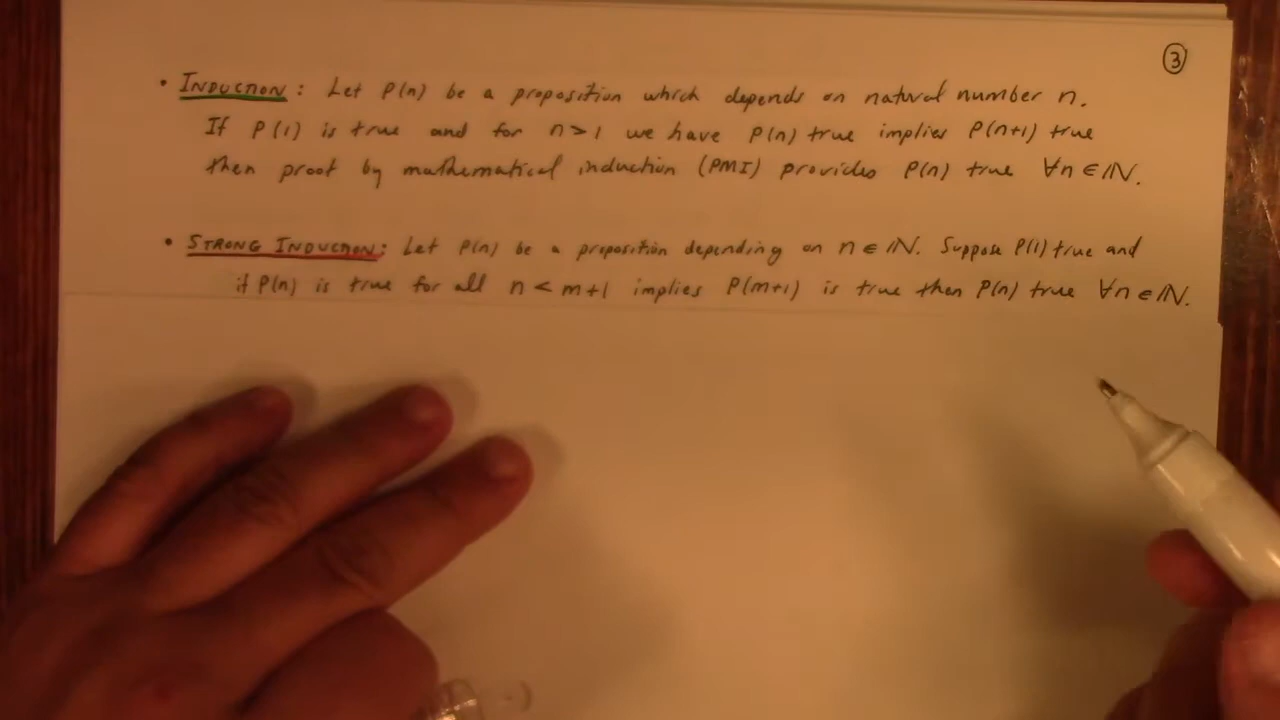 ③
• INDUCTION: Let P(n) be a proposition which depends on natural number n.
If P(1) is true and for n>1 we have P(n) true implies P(n+1) true
then proof by mathematical induction (PMI) provides P(n) true ∀n∈ℕ.
• STRONG INDUCTION: Let P(n) be a proposition depending on n∈ℕ. Suppose P(1) true and
if P(n) is true for all n<m+1 implies P(m+1) is true then P(n) true ∀n∈ℕ.